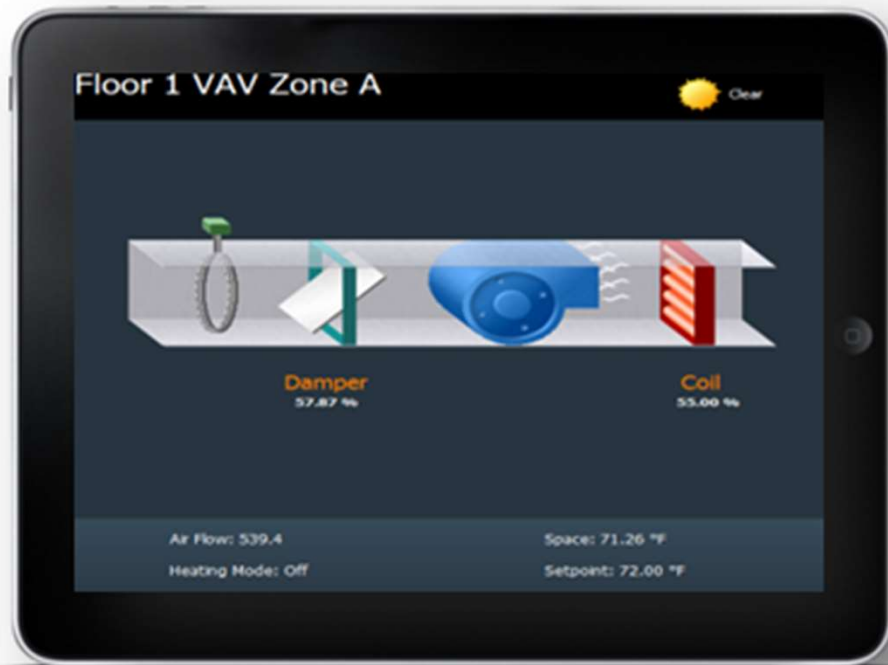 Floor 1 VAV Zone A
Clear
Damper
57.87 %
Coil
55.00 %
Air Flow: 539.4
Space: 71.26 °F
Heating Mode: Off
Setpoint: 72.00 °F